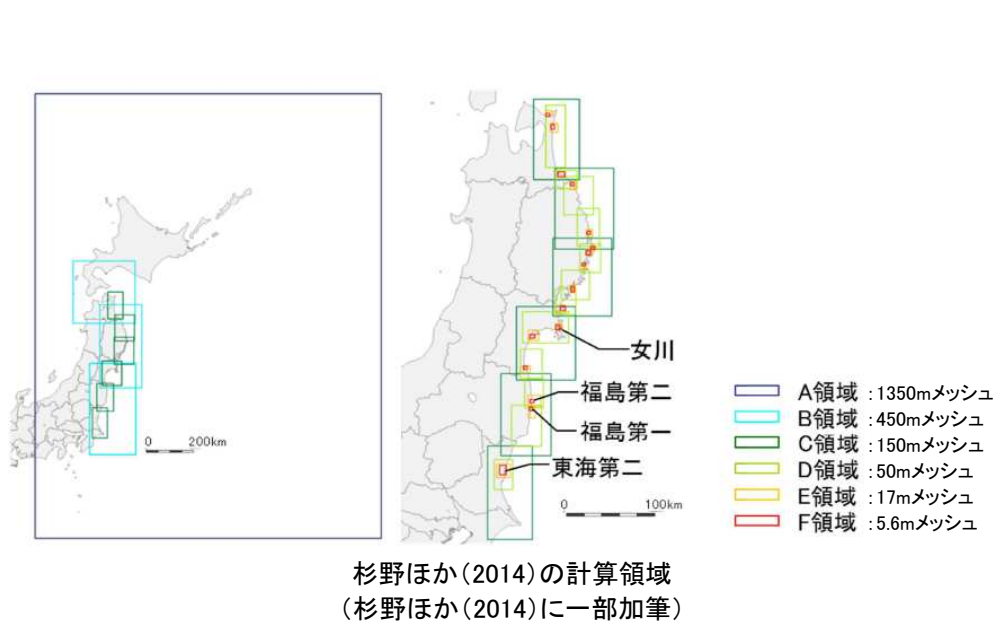 女川
福島第二
福島第一
東海第二
0 200km
0 100km
A領域 ：1350mメッシュ
B領域 ：450mメッシュ
C領域 ：150mメッシュ
D領域 ：50mメッシュ
E領域 ：17mメッシュ
F領域 ：5.6mメッシュ
杉野ほか（2014）の計算領域
（杉野ほか（2014）に一部加筆）